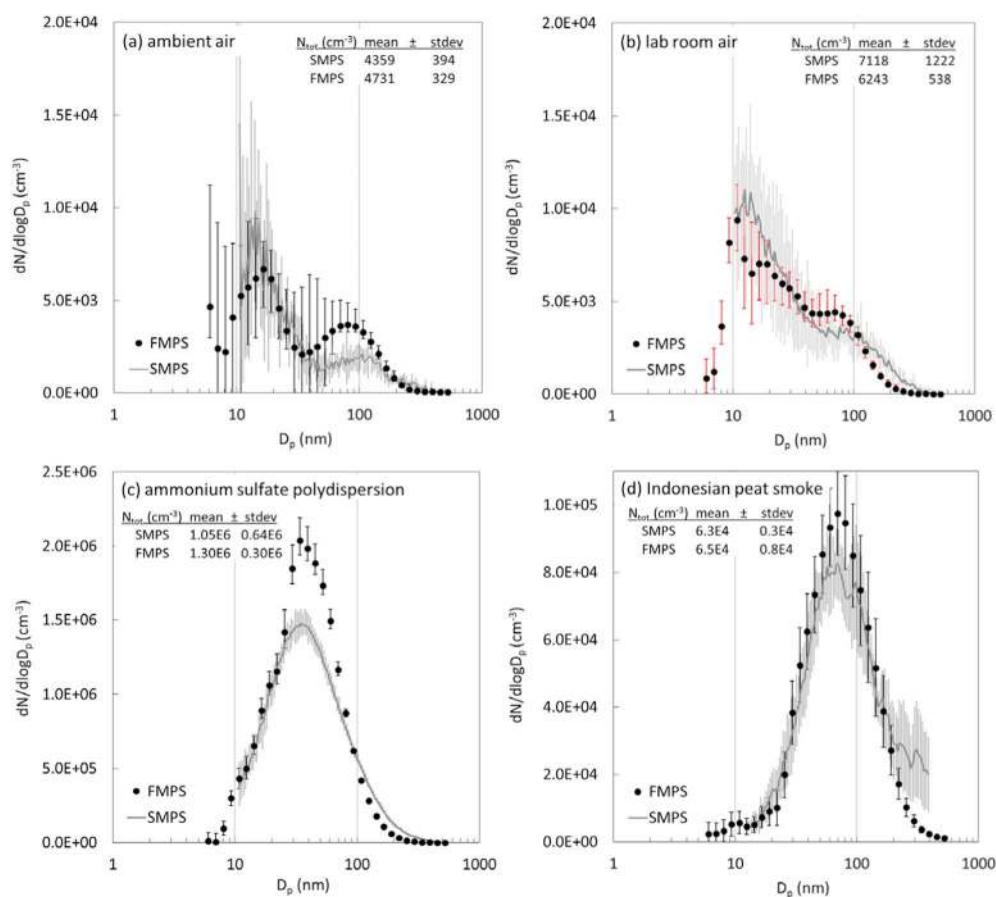 (a) ambient air
N_tot (cm⁻³) mean ± stdev
SMPS 4359 394
FMPS 4731 329
2.0E+04
1.5E+04
1.0E+04
5.0E+03
0.0E+00
dN/dlogD_p (cm⁻³)
FMPS
SMPS
1 10 100 1000
D_p (nm)
(b) lab room air
N_tot (cm⁻³) mean ± stdev
SMPS 7118 1222
FMPS 6243 538
2.0E+04
1.5E+04
1.0E+04
5.0E+03
0.0E+00
dN/dlogD_p (cm⁻³)
FMPS
SMPS
1 10 100 1000
D_p (nm)
(c) ammonium sulfate polydispersion
N_tot (cm⁻³) mean ± stdev
SMPS 1.05E6 0.64E6
FMPS 1.30E6 0.30E6
2.5E+06
2.0E+06
1.5E+06
1.0E+06
5.0E+05
0.0E+00
dN/dlogD_p (cm⁻³)
FMPS
SMPS
1 10 100 1000
D_p (nm)
(d) Indonesian peat smoke
N_tot (cm⁻³) mean ± stdev
SMPS 6.3E4 0.3E4
FMPS 6.5E4 0.8E4
1.0E+05
8.0E+04
6.0E+04
4.0E+04
2.0E+04
0.0E+00
dN/dlogD_p (cm⁻³)
FMPS
SMPS
1 10 100 1000
D_p (nm)